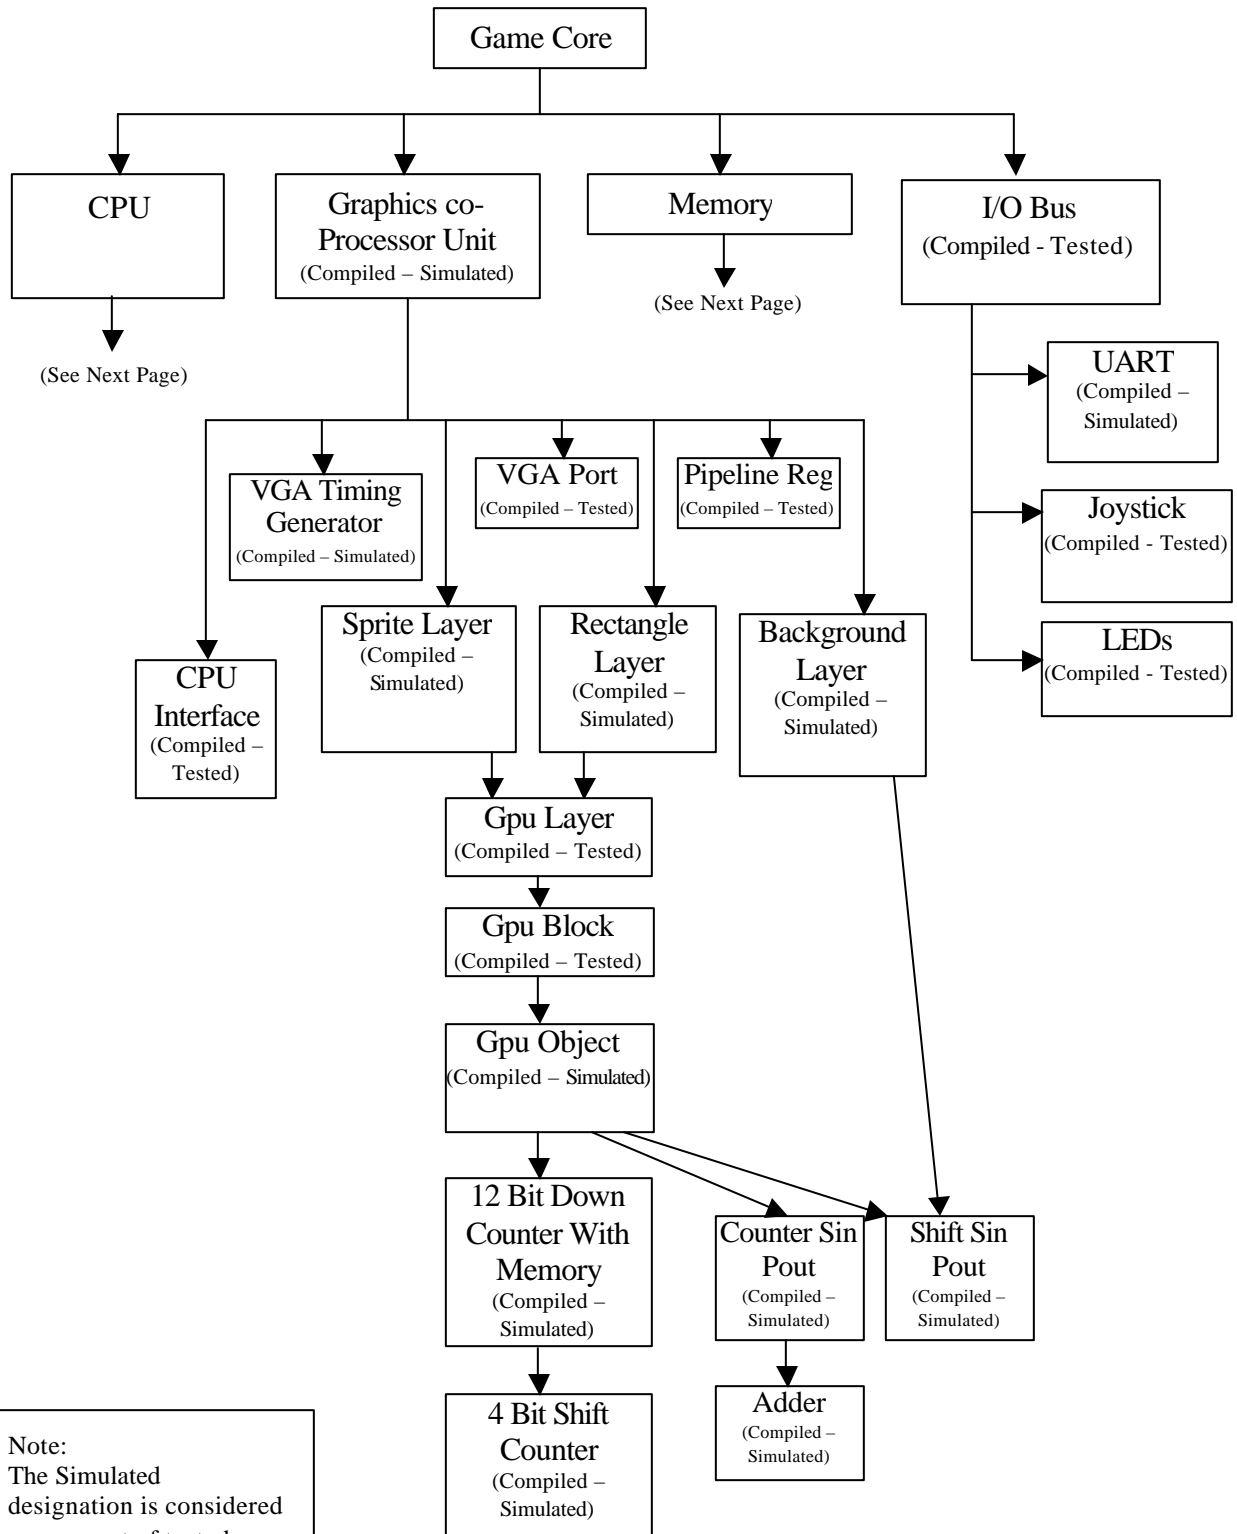 Game Core
CPU
Graphics co-
Processor Unit
(Compiled – Simulated)
Memory
I/O Bus
(Compiled - Tested)
(See Next Page)
(See Next Page)
UART
(Compiled –
Simulated)
VGA Timing
Generator
(Compiled – Simulated)
VGA Port
(Compiled – Tested)
Pipeline Reg
(Compiled – Tested)
Joystick
(Compiled - Tested)
CPU
Interface
(Compiled –
Tested)
Sprite Layer
(Compiled –
Simulated)
Rectangle
Layer
(Compiled –
Simulated)
Background
Layer
(Compiled –
Simulated)
LEDs
(Compiled - Tested)
Gpu Layer
(Compiled – Tested)
Gpu Block
(Compiled – Tested)
Gpu Object
(Compiled – Simulated)
12 Bit Down
Counter With
Memory
(Compiled –
Simulated)
Counter Sin
Pout
(Compiled –
Simulated)
Shift Sin
Pout
(Compiled –
Simulated)
4 Bit Shift
Counter
(Compiled –
Simulated)
Adder
(Compiled –
Simulated)
Note:
The Simulated
designation is considered